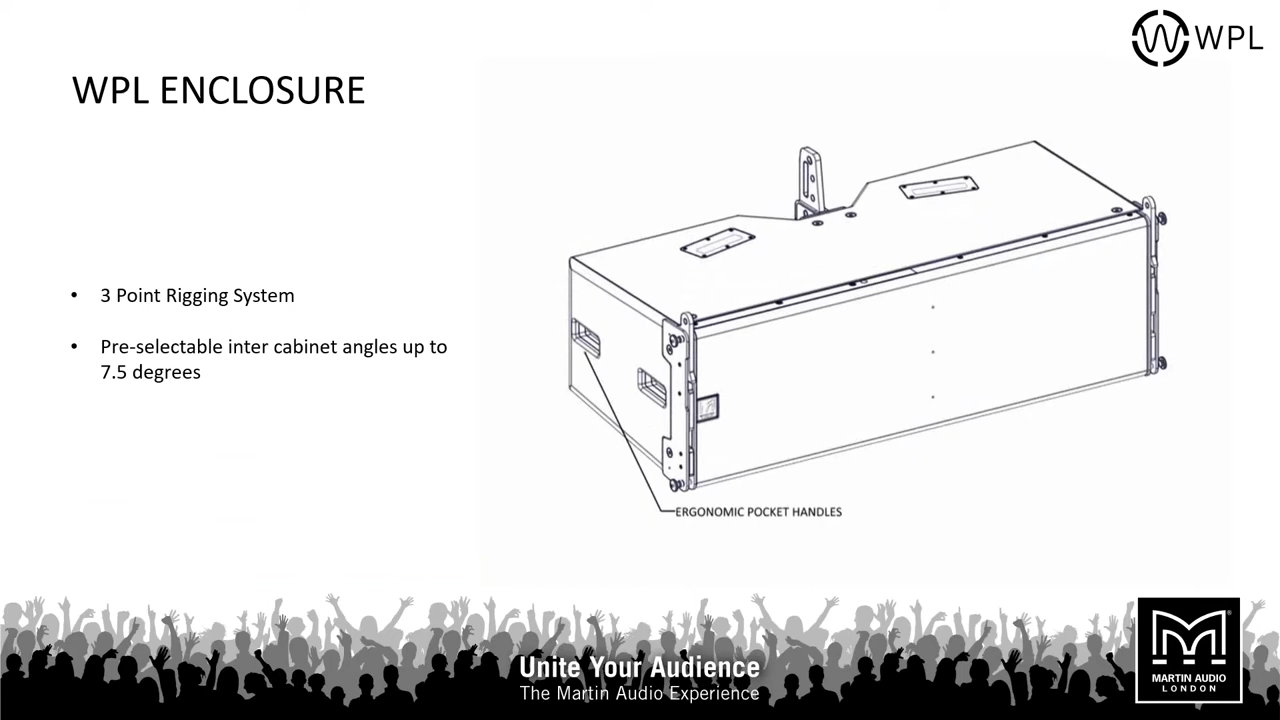 WPL
WPL ENCLOSURE
• 3 Point Rigging System
• Pre-selectable inter cabinet angles up to
7.5 degrees
ERGONOMIC POCKET HANDLES
Unite Your Audience
The Martin Audio Experience
®
MARTIN AUDIO
LONDON